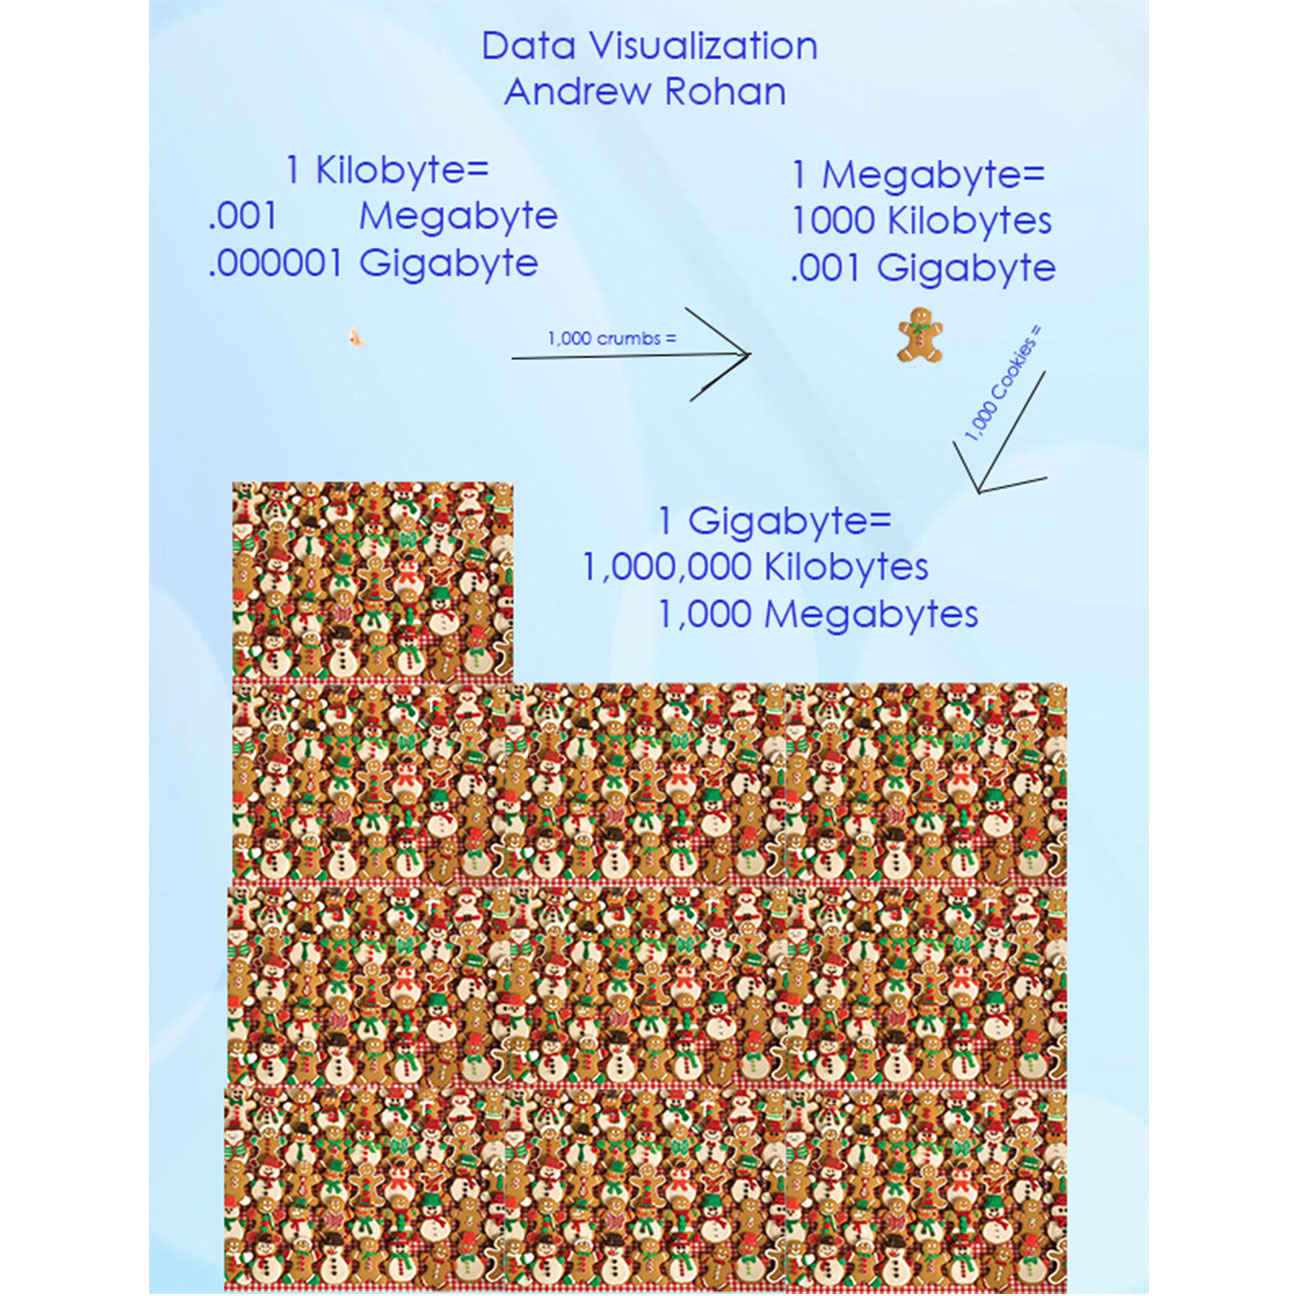 Data Visualization
Andrew Rohan
1 Kilobyte=
.001 Megabyte
.000001 Gigabyte
1 Megabyte=
1000 Kilobytes
.001 Gigabyte
1,000 crumbs =
1,000 Cookies =
1 Gigabyte=
1,000,000 Kilobytes
1,000 Megabytes